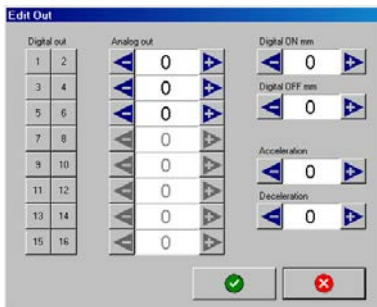 Edit Out
Digital out
1 2
3 4
5 6
7 8
9 10
11 12
13 14
15 16
Analog out
0
0
0
0
0
0
0
0
Digital ON mm
0
Digital OFF mm
0
Acceleration
0
Deceleration
0